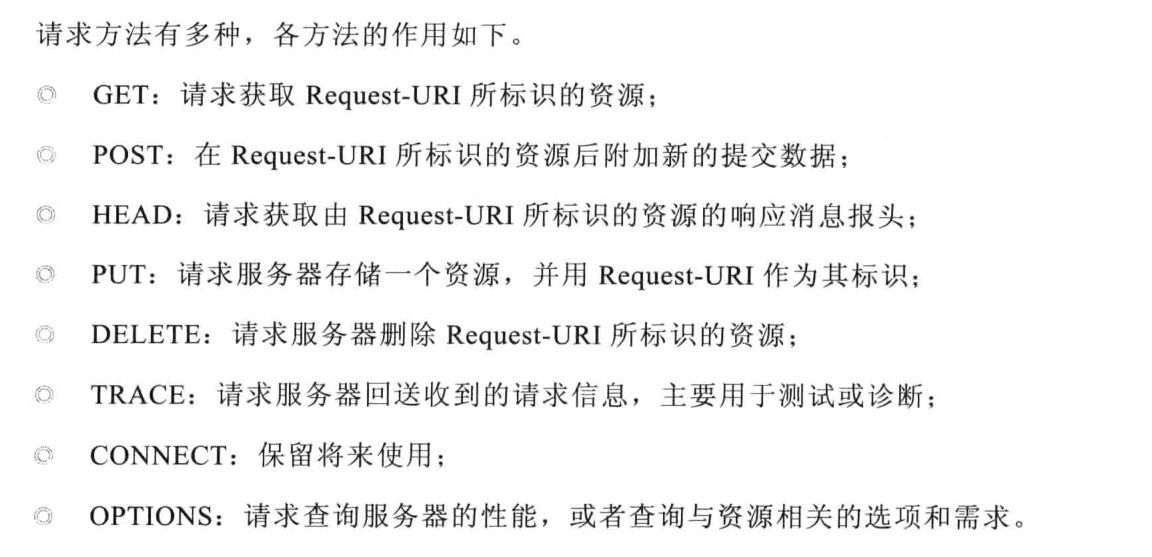 请求方法有多种，各方法的作用如下。
GET：请求获取 Request-URI 所标识的资源；
POST：在 Request-URI 所标识的资源后附加新的提交数据；
HEAD：请求获取由 Request-URI 所标识的资源的响应消息报头；
PUT：请求服务器存储一个资源，并用 Request-URI 作为其标识；
DELETE：请求服务器删除 Request-URI 所标识的资源；
TRACE：请求服务器回送收到的请求信息，主要用于测试或诊断；
CONNECT：保留将来使用；
OPTIONS：请求查询服务器的性能，或者查询与资源相关的选项和需求。